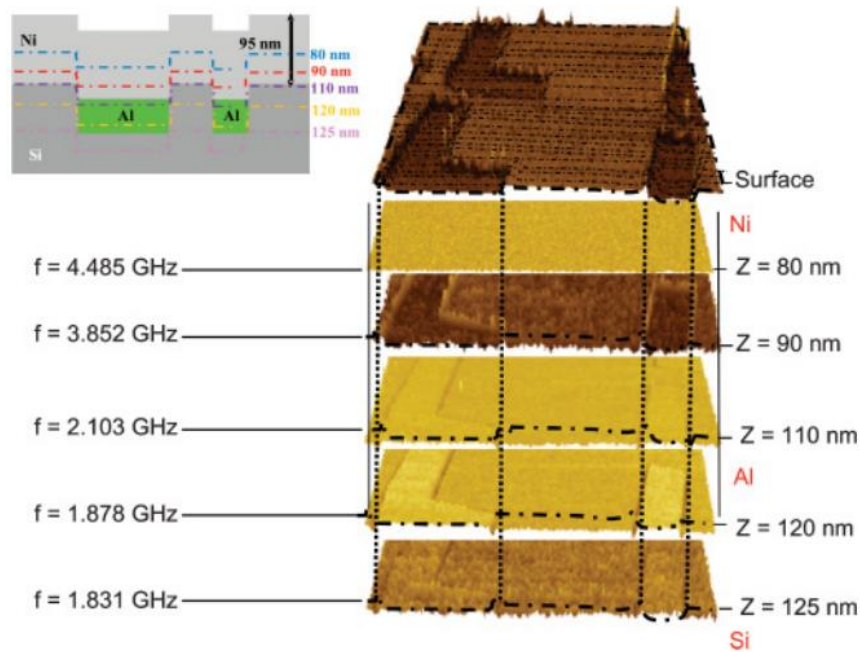 Ni
95 nm
80 nm
90 nm
110 nm
Al
Al
120 nm
125 nm
Si
Surface
Ni
f = 4.485 GHz
Z = 80 nm
f = 3.852 GHz
Z = 90 nm
f = 2.103 GHz
Z = 110 nm
Al
f = 1.878 GHz
Z = 120 nm
f = 1.831 GHz
Z = 125 nm
Si